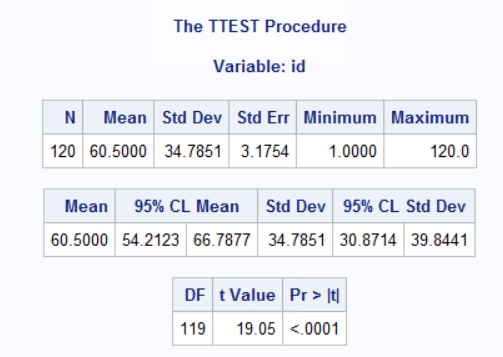 The TTEST Procedure
Variable: id
N Mean Std Dev Std Err Minimum Maximum
120 60.5000 34.7851 3.1754 1.0000 120.0
Mean 95% CL Mean Std Dev 95% CL Std Dev
60.5000 54.2123 66.7877 34.7851 30.8714 39.8441
DF t Value Pr > |t|
119 19.05 <.0001